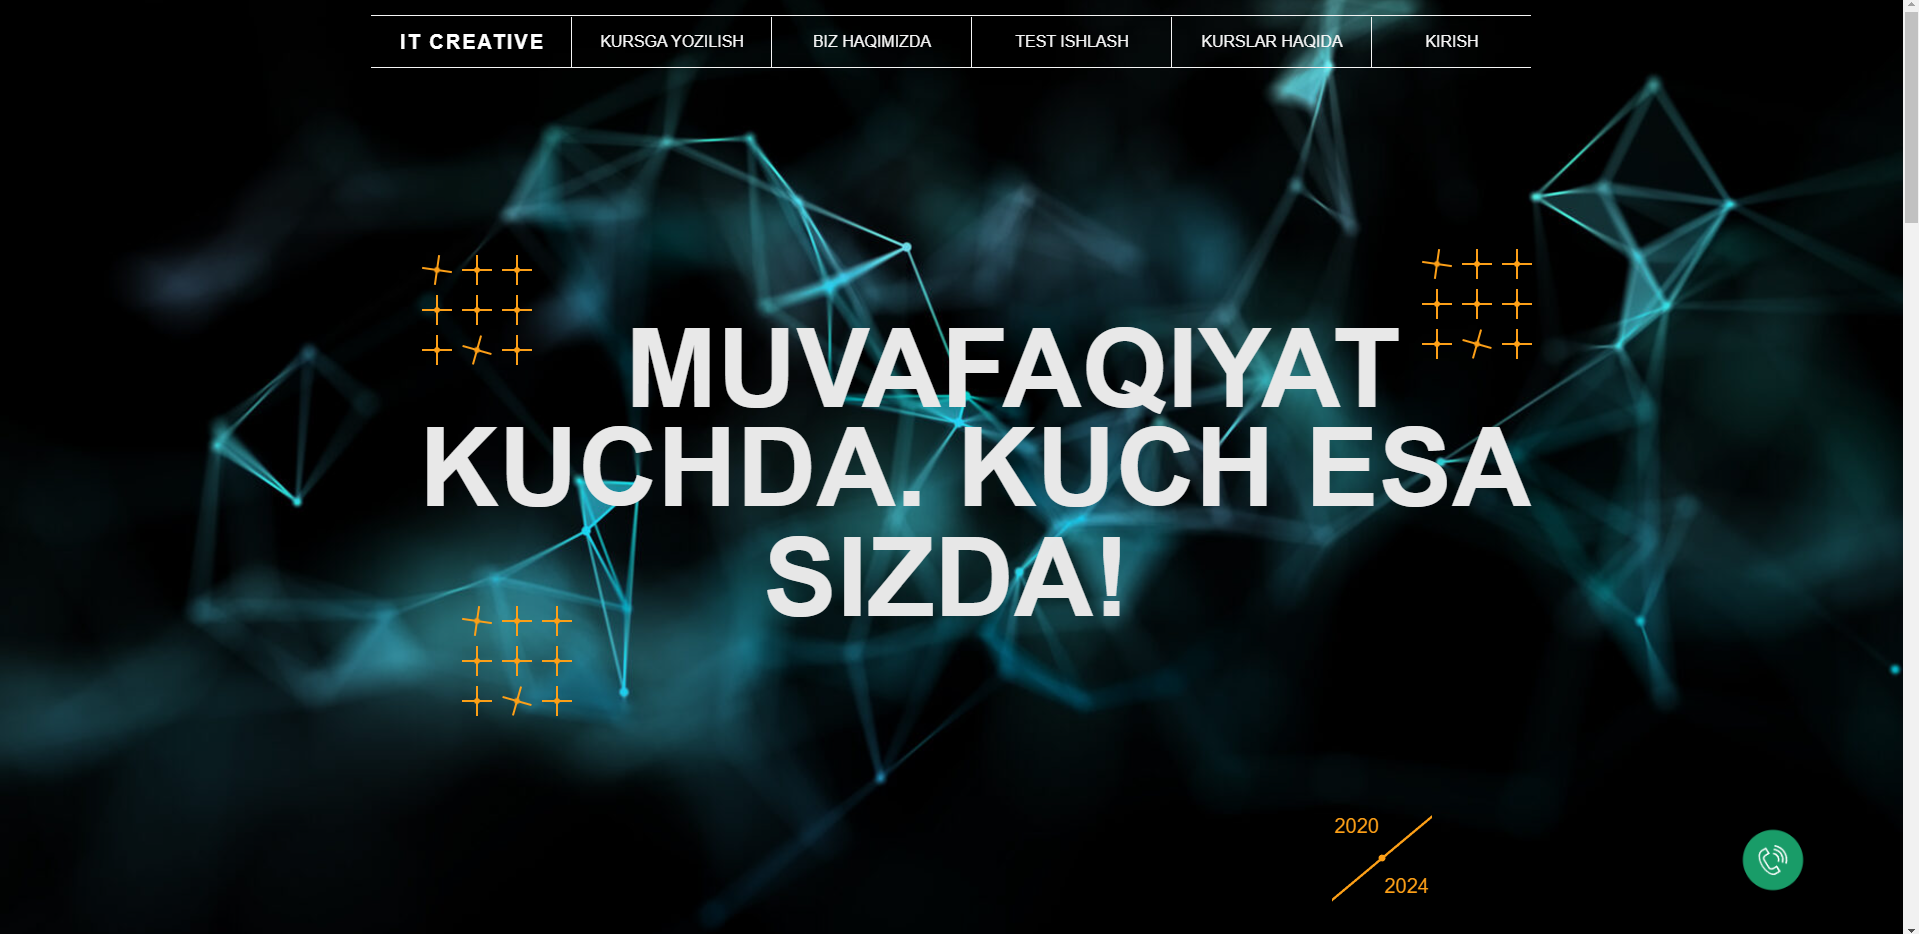 IT CREATIVE
KURSGA YOZILISH
BIZ HAQIMIZDA
TEST ISHLASH
KURSLAR HAQIDA
KIRISH
MUVAFAQIYAT
KUCHDA. KUCH ESA
SIZDA!
2020
2024